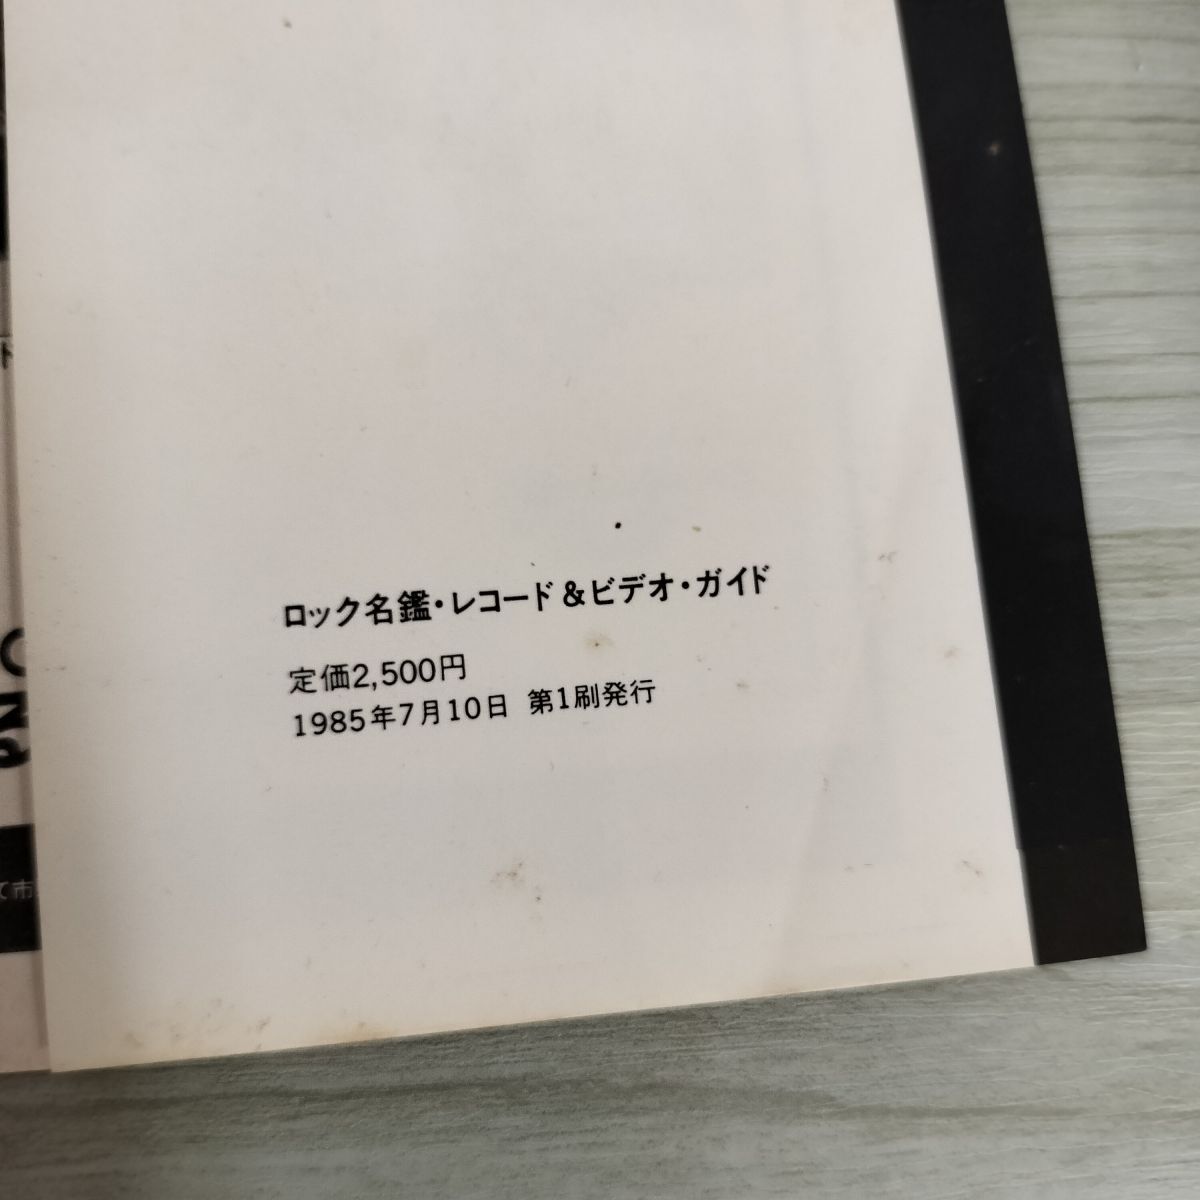 ロック名鑑・レコード&ビデオ・ガイド
定価2,500円
1985年7月10日 第1刷発行